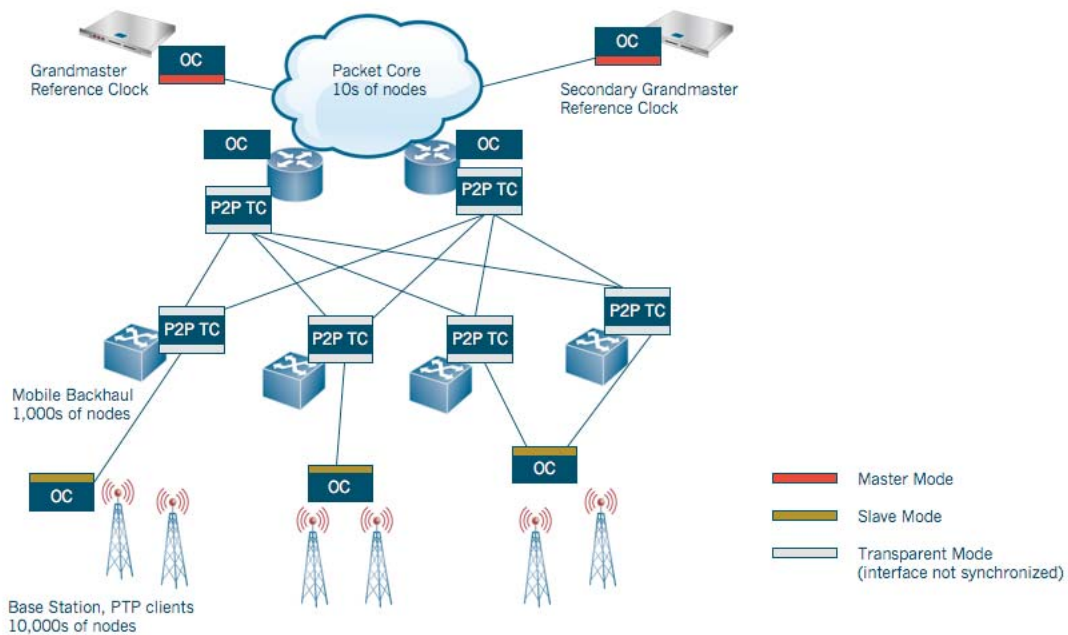 OC
OC
Grandmaster
Reference Clock
Packet Core
10s of nodes
Secondary Grandmaster
Reference Clock
OC
OC
P2P TC
P2P TC
P2P TC
P2P TC
P2P TC
P2P TC
Mobile Backhaul
1,000s of nodes
OC
OC
OC
Master Mode
Slave Mode
Transparent Mode
(interface not synchronized)
Base Station, PTP clients
10,000s of nodes